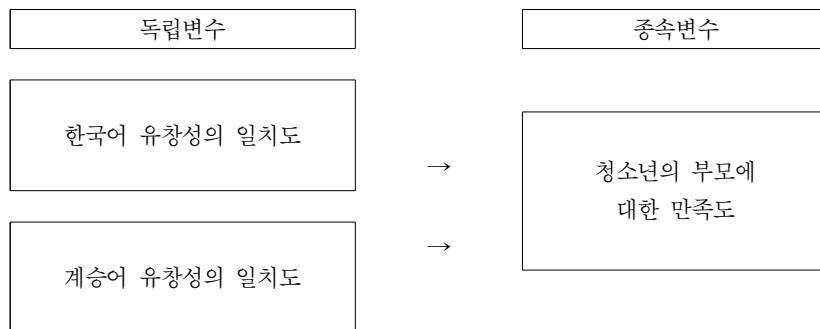 독립변수
종속변수
한국어 유창성의 일치도
→
청소년의 부모에
대한 만족도
→
계승어 유창성의 일치도